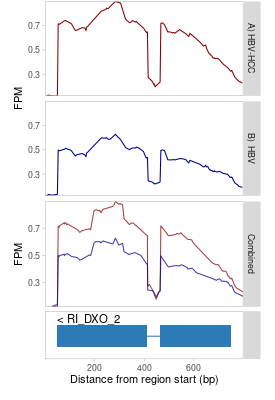 0.7
0.5
0.3
A) HBV-HCC
FPM
0.7
0.5
0.3
B) HBV
0.7
0.5
0.3
Combined
FPM
< RI_DXO_2
200 400 600
Distance from region start (bp)